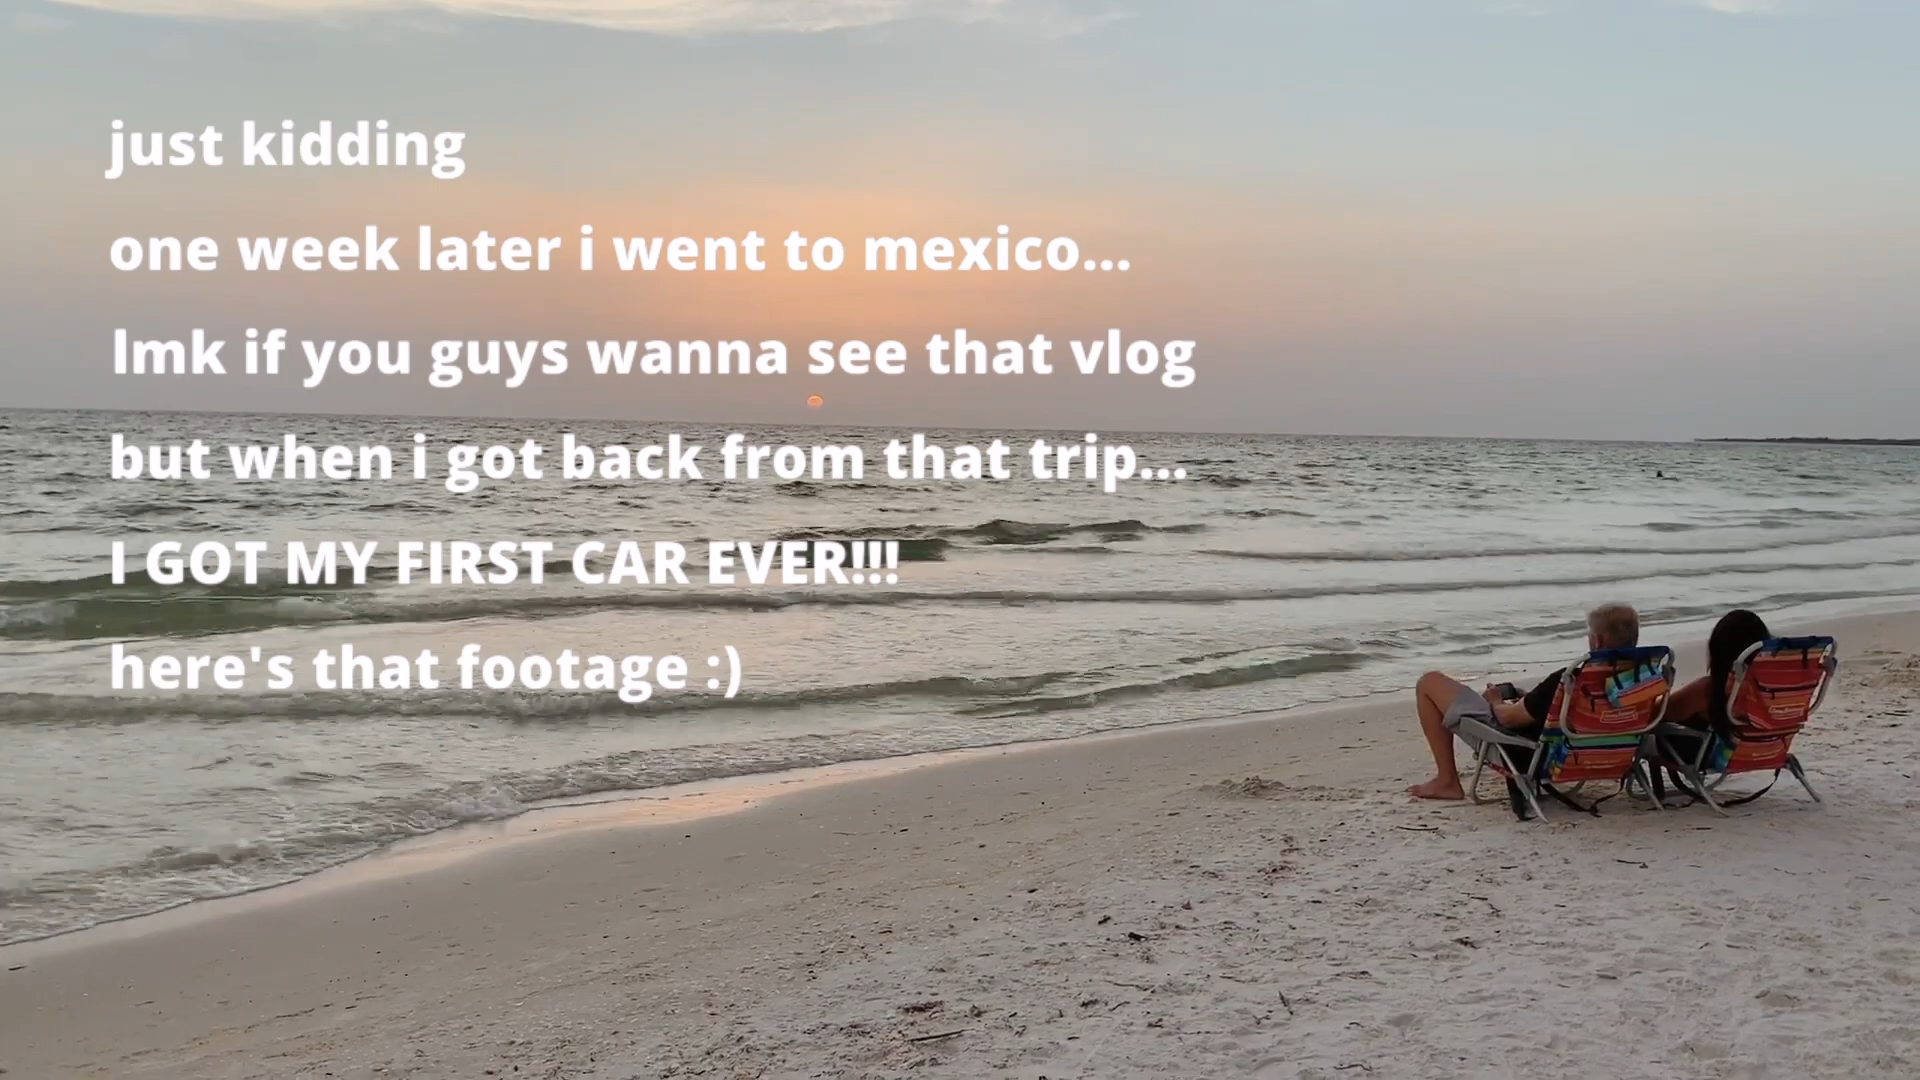 just kidding
one week later i went to mexico...
lmk if you guys wanna see that vlog
but when i got back from that trip...
I GOT MY FIRST CAR EVER!!!
here's that footage :)